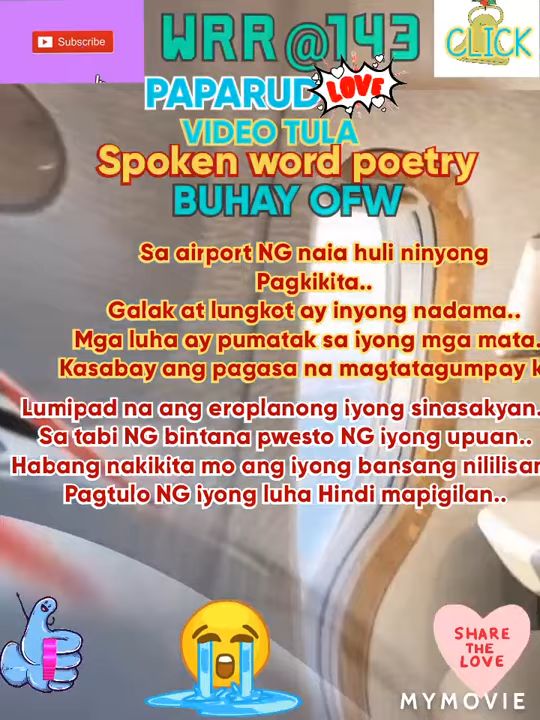 Subscribe
WRR @143
CLICK
PAPARUD
LOVE
VIDEO TULA
Spoken word poetry
BUHAY OFW
Sa airport NG naia huli ninyong
Pagkikita..
Galak at lungkot ay inyong nadama..
Mga luha ay pumatak sa iyong mga mata.
Kasabay ang pagasa na magtatagumpay k
Lumipad na ang eroplanong iyong sinasakyan.
Sa tabi NG bintana pwesto NG iyong upuan..
Habang nakikita mo ang iyong bansang nililisan
Pagtulo NG iyong luha Hindi mapigilan..
SHARE
THE
LOVE
MYMOVIE